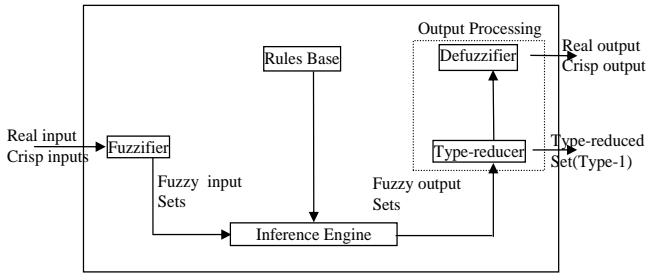 Output Processing
Rules Base
Defuzzifier
Real output
Crisp output
Real input
Crisp inputs
Fuzzifier
Type-reducer
Type-reduced
Set(Type-1)
Fuzzy input
Sets
Fuzzy output
Sets
Inference Engine